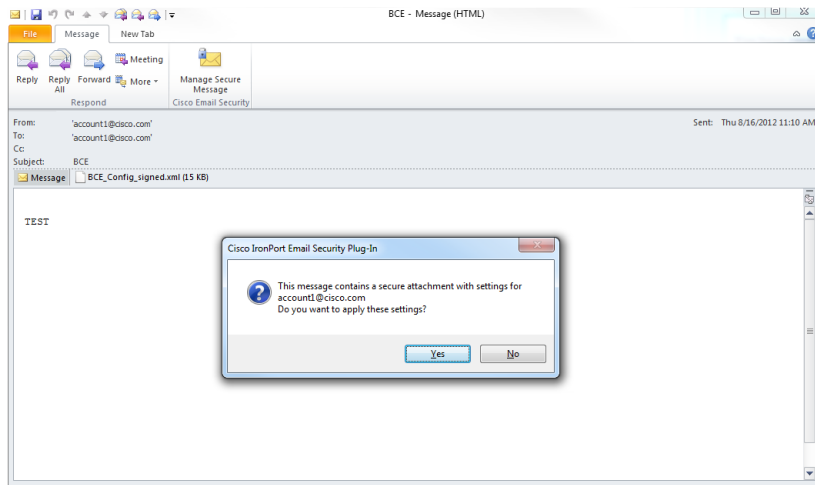 BCE - Message (HTML)
File Message New Tab
Reply Reply All Forward Meeting More
Manage Secure Message
Respond Cisco Email Security
From: 'account1@cisco.com' Sent: Thu 8/16/2012 11:10 AM
To: 'account1@cisco.com'
Cc:
Subject: BCE
Message BCE_Config_signed.xml (15 KB)
TEST
Cisco IronPort Email Security Plug-In
This message contains a secure attachment with settings for
account1@cisco.com
Do you want to apply these settings?
Yes No